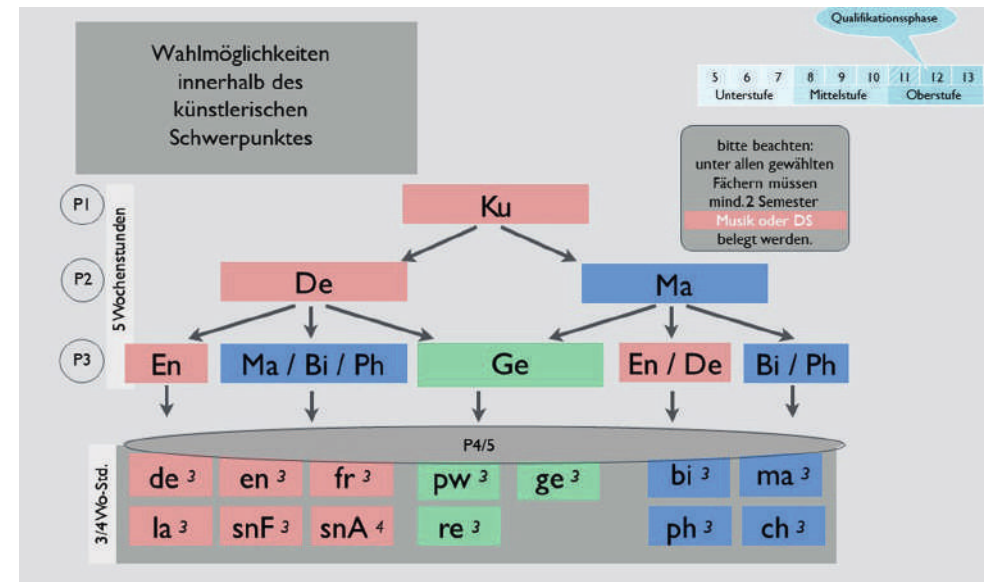 Qualifikationssphase
Wahlmöglichkeiten
innerhalb des
künstlerischen
Schwerpunktes
5 6 7 8 9 10 11 12 13
Unterstufe Mittelstufe Oberstufe
bitte beachten:
unter allen gewählten
Fächern müssen
mind.2 Semester
Musik oder DS
belegt werden.
5 Wochenstunden
P1
Ku
P2
De Ma
P3
En Ma / Bi / Ph Ge En / De Bi / Ph
P4/5
3/4 Wo-Std.
de 3 en 3 fr 3 pw 3 ge 3 bi 3 ma 3
la 3 snF 3 snA 4 re 3 ph 3 ch 3